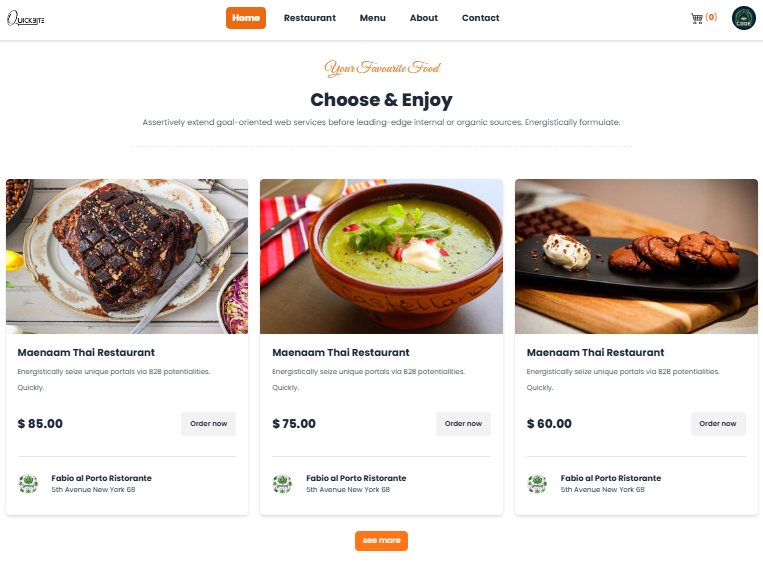 QUICKBITE
Home
Restaurant
Menu
About
Contact
(0)
CODE
Your Favourite Food
Choose & Enjoy
Assertively extend goal-oriented web services before leading-edge internal or organic sources. Energistically formulate.
Castellana
Maenaam Thai Restaurant
Energistically seize unique portals via B2B potentialities.
Quickly.
$ 85.00
Order now
Fabio al Porto Ristorante
5th Avenue New York 68
Maenaam Thai Restaurant
Energistically seize unique portals via B2B potentialities.
Quickly.
$ 75.00
Order now
Fabio al Porto Ristorante
5th Avenue New York 68
Maenaam Thai Restaurant
Energistically seize unique portals via B2B potentialities.
Quickly.
$ 60.00
Order now
Fabio al Porto Ristorante
5th Avenue New York 68
see more